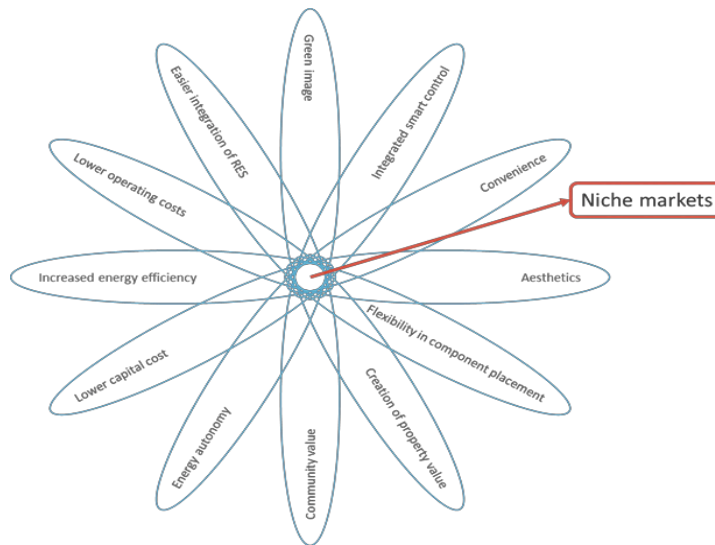 Green image
Integrated smart control
Convenience
Niche markets
Aesthetics
Flexibility in component placement
Creation of property value
Community value
Energy autonomy
Lower capital cost
Increased energy efficiency
Lower operating costs
Easier integration of RES